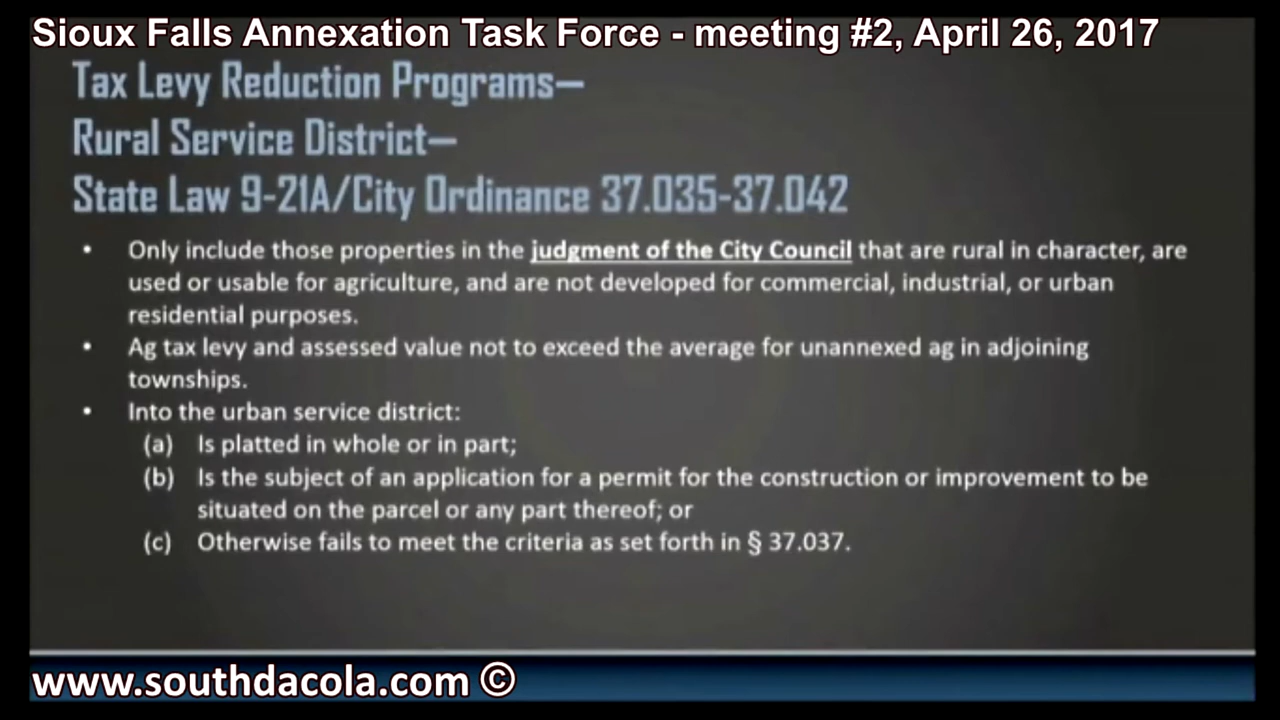 Sioux Falls Annexation Task Force - meeting #2, April 26, 2017
Tax Levy Reduction Programs—
Rural Service District—
State Law 9-21A/City Ordinance 37.035-37.042
• Only include those properties in the judgment of the City Council that are rural in character, are
used or usable for agriculture, and are not developed for commercial, industrial, or urban
residential purposes.
• Ag tax levy and assessed value not to exceed the average for unannexed ag in adjoining
townships.
• Into the urban service district:
(a) Is platted in whole or in part;
(b) Is the subject of an application for a permit for the construction or improvement to be
situated on the parcel or any part thereof; or
(c) Otherwise fails to meet the criteria as set forth in § 37.037.
www.southdacola.com ©